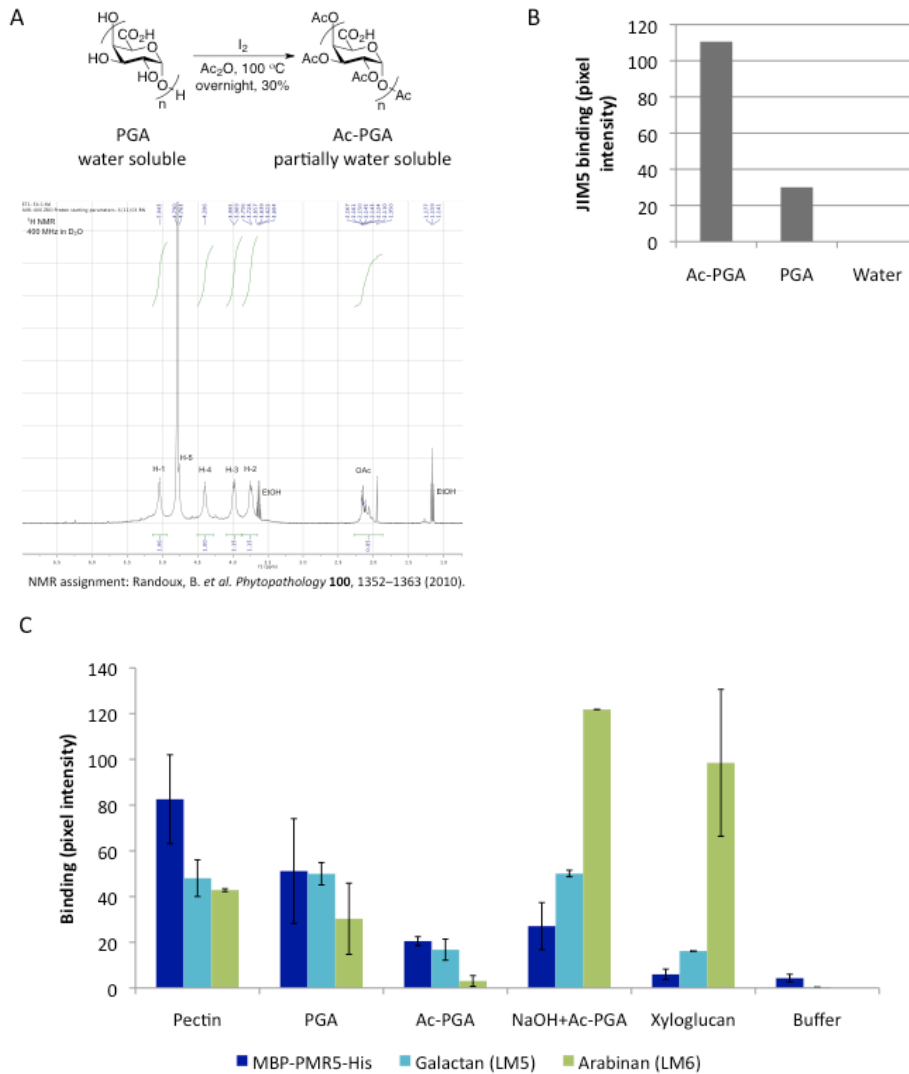 A
HO
CO₂H
O
HO
HO
O
H
n
I₂
Ac₂O, 100 °C
overnight, 30%
AcO
CO₂H
O
AcO
AcO
O
Ac
n
PGA
water soluble
Ac-PGA
partially water soluble
¹H NMR
400 MHz in D₂O
H-1
H-5
H-4
H-3
H-2
EtOH
OAc
EtOH
NMR assignment: Randoux, B. et al. Phytopathology 100, 1352–1363 (2010).
B
JIM5 binding (pixel intensity)
120
100
80
60
40
20
0
Ac-PGA PGA Water
C
Binding (pixel intensity)
140
120
100
80
60
40
20
0
Pectin PGA Ac-PGA NaOH+Ac-PGA Xyloglucan Buffer
MBP-PMR5-His Galactan (LM5) Arabinan (LM6)